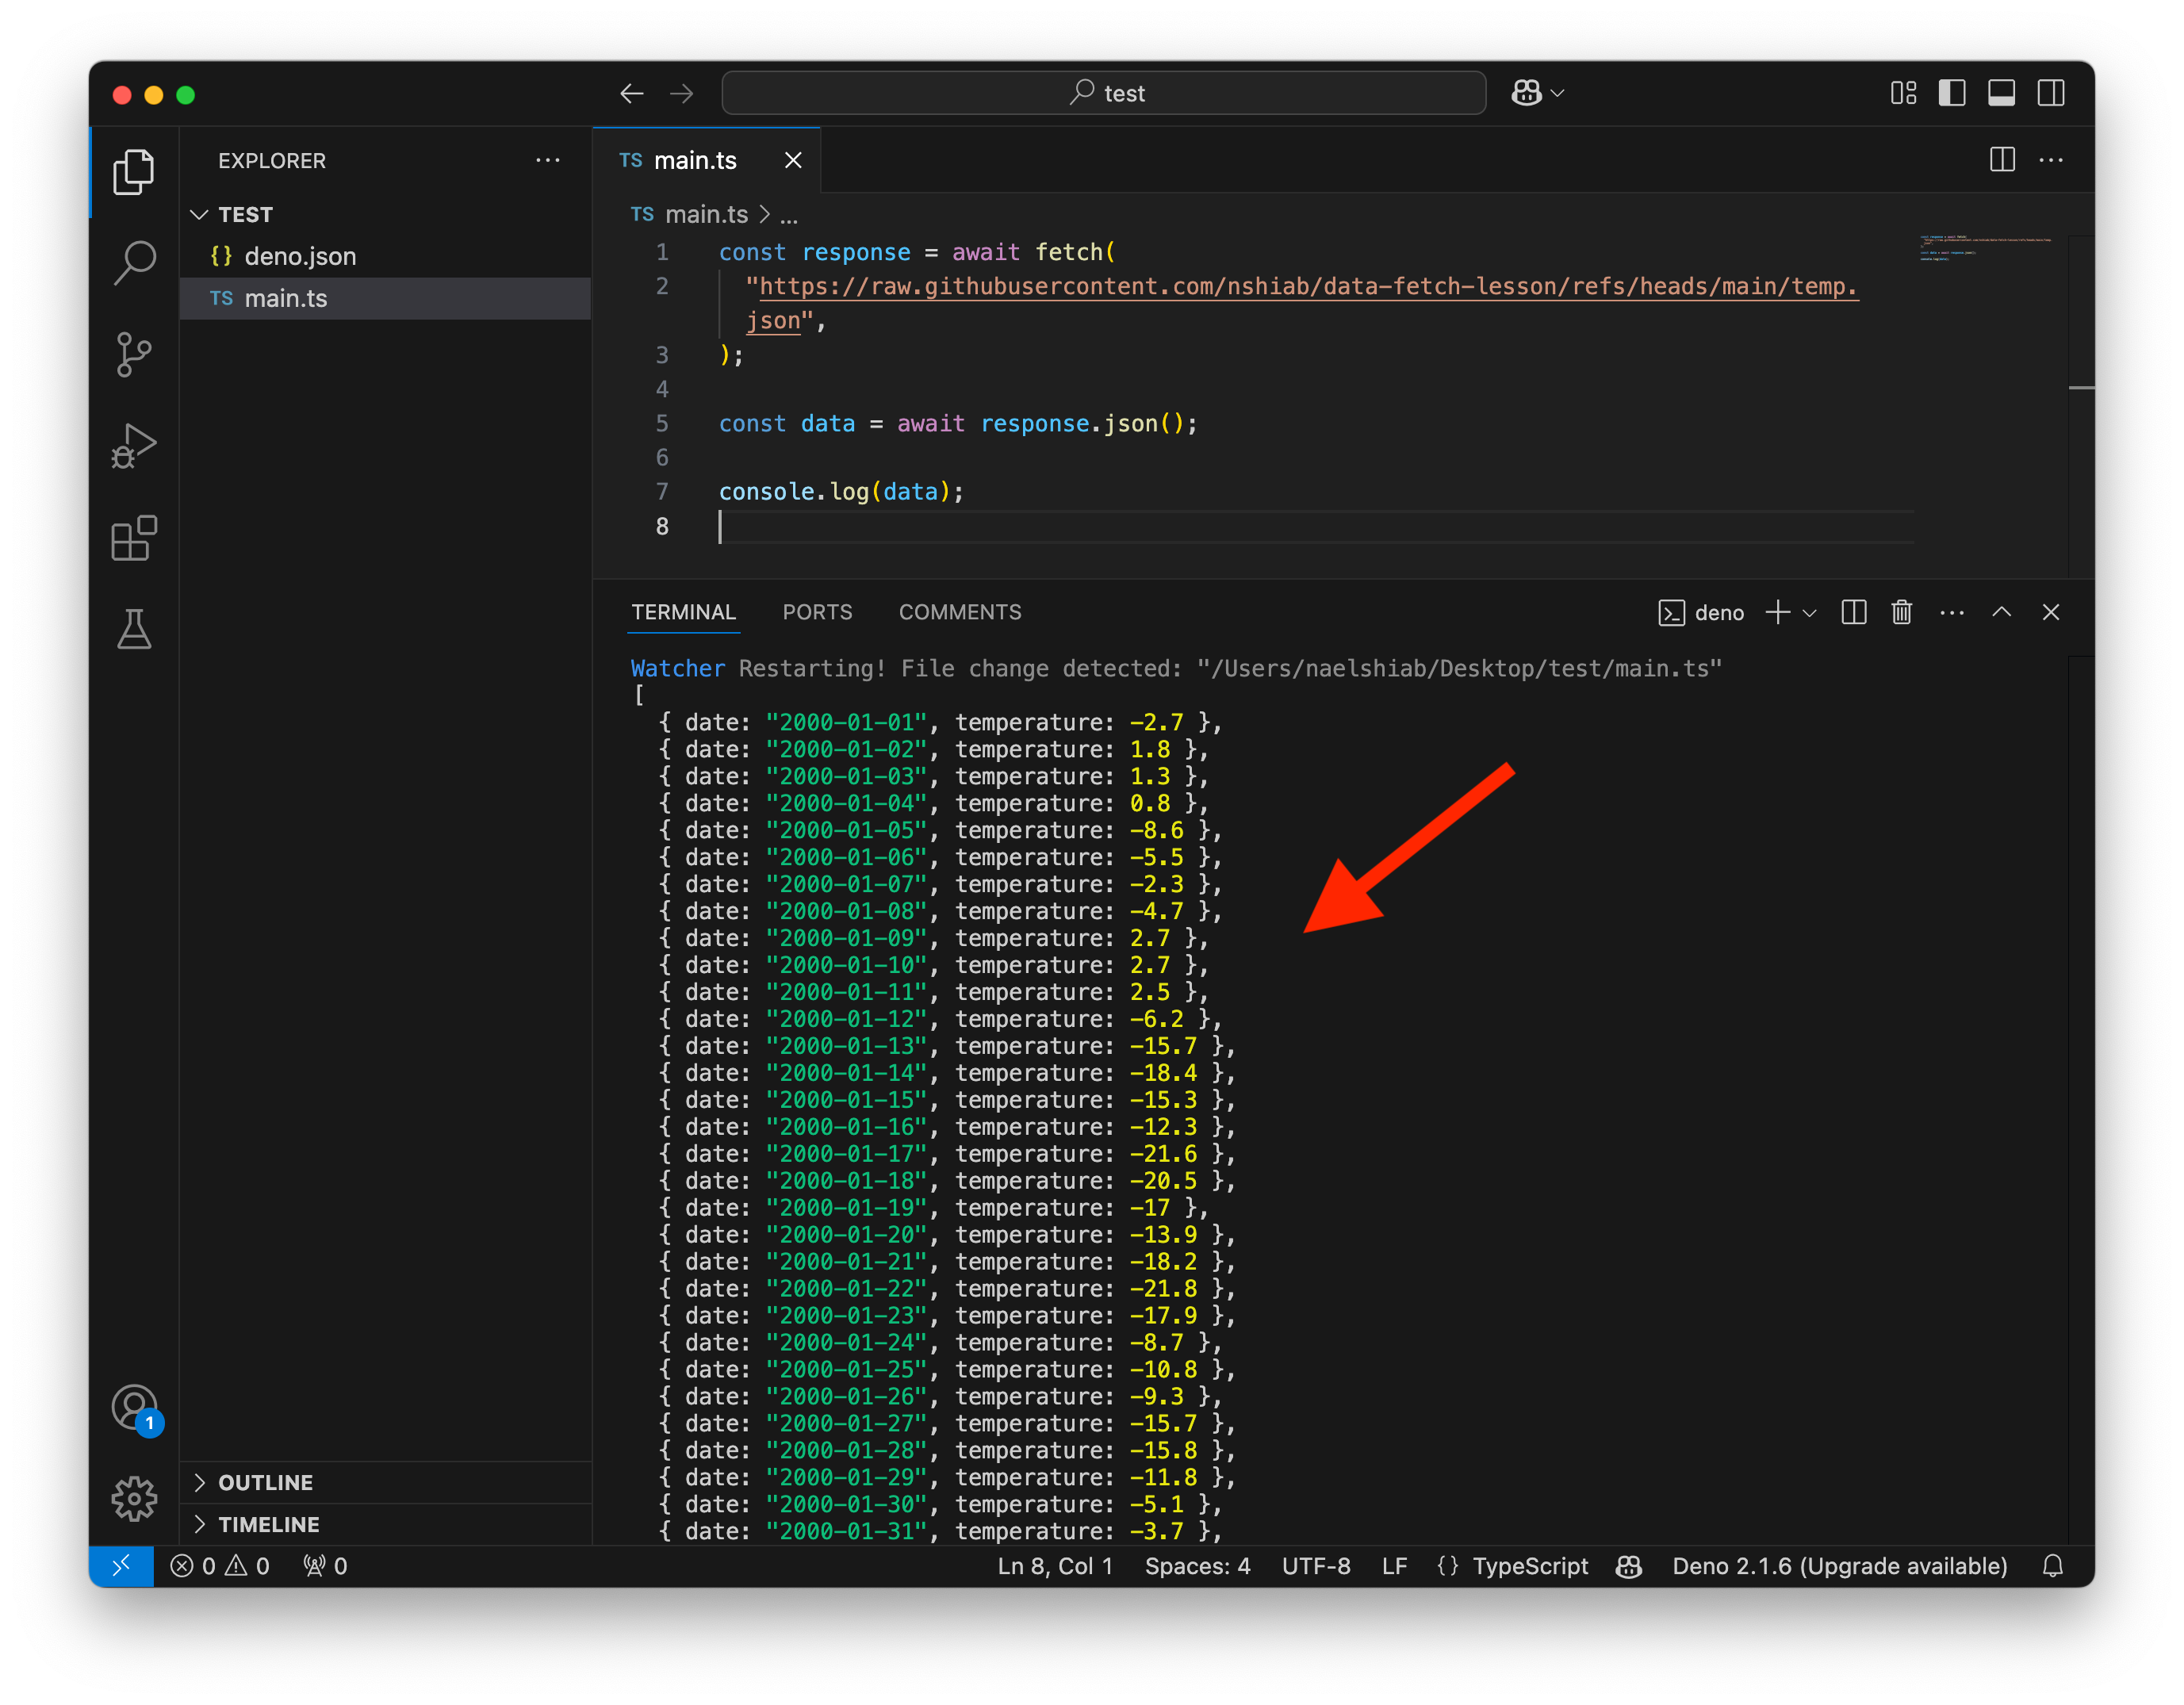 test
EXPLORER
TEST
{} deno.json
TS main.ts
OUTLINE
TIMELINE
1
TS main.ts
TS main.ts > ...
1 const response = await fetch(
2 "https://raw.githubusercontent.com/nshiab/data-fetch-lesson/refs/heads/main/temp.
json",
3 );
4
5 const data = await response.json();
6
7 console.log(data);
8
TERMINAL PORTS COMMENTS deno
Watcher Restarting! File change detected: "/Users/naelshiab/Desktop/test/main.ts"
[
{ date: "2000-01-01", temperature: -2.7 },
{ date: "2000-01-02", temperature: 1.8 },
{ date: "2000-01-03", temperature: 1.3 },
{ date: "2000-01-04", temperature: 0.8 },
{ date: "2000-01-05", temperature: -8.6 },
{ date: "2000-01-06", temperature: -5.5 },
{ date: "2000-01-07", temperature: -2.3 },
{ date: "2000-01-08", temperature: -4.7 },
{ date: "2000-01-09", temperature: 2.7 },
{ date: "2000-01-10", temperature: 2.7 },
{ date: "2000-01-11", temperature: 2.5 },
{ date: "2000-01-12", temperature: -6.2 },
{ date: "2000-01-13", temperature: -15.7 },
{ date: "2000-01-14", temperature: -18.4 },
{ date: "2000-01-15", temperature: -15.3 },
{ date: "2000-01-16", temperature: -12.3 },
{ date: "2000-01-17", temperature: -21.6 },
{ date: "2000-01-18", temperature: -20.5 },
{ date: "2000-01-19", temperature: -17 },
{ date: "2000-01-20", temperature: -13.9 },
{ date: "2000-01-21", temperature: -18.2 },
{ date: "2000-01-22", temperature: -21.8 },
{ date: "2000-01-23", temperature: -17.9 },
{ date: "2000-01-24", temperature: -8.7 },
{ date: "2000-01-25", temperature: -10.8 },
{ date: "2000-01-26", temperature: -9.3 },
{ date: "2000-01-27", temperature: -15.7 },
{ date: "2000-01-28", temperature: -15.8 },
{ date: "2000-01-29", temperature: -11.8 },
{ date: "2000-01-30", temperature: -5.1 },
{ date: "2000-01-31", temperature: -3.7 },
0 0 0 Ln 8, Col 1 Spaces: 4 UTF-8 LF {} TypeScript Deno 2.1.6 (Upgrade available)